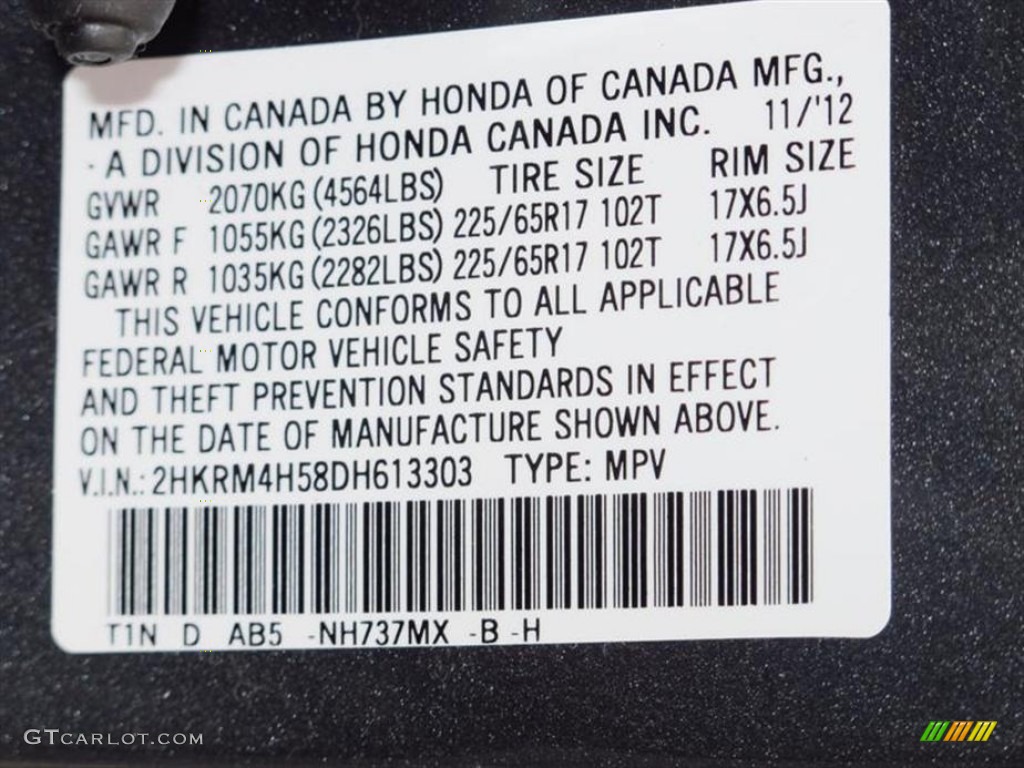 MFD. IN CANADA BY HONDA OF CANADA MFG.,
- A DIVISION OF HONDA CANADA INC. 11/'12
GVWR 2070KG (4564LBS) TIRE SIZE RIM SIZE
GAWR F 1055KG (2326LBS) 225/65R17 102T 17X6.5J
GAWR R 1035KG (2282LBS) 225/65R17 102T 17X6.5J
THIS VEHICLE CONFORMS TO ALL APPLICABLE
FEDERAL MOTOR VEHICLE SAFETY
AND THEFT PREVENTION STANDARDS IN EFFECT
ON THE DATE OF MANUFACTURE SHOWN ABOVE.
V.I.N.: 2HKRM4H58DH613303 TYPE: MPV
T1N D AB5 -NH737MX -B -H
GTCARLOT.COM